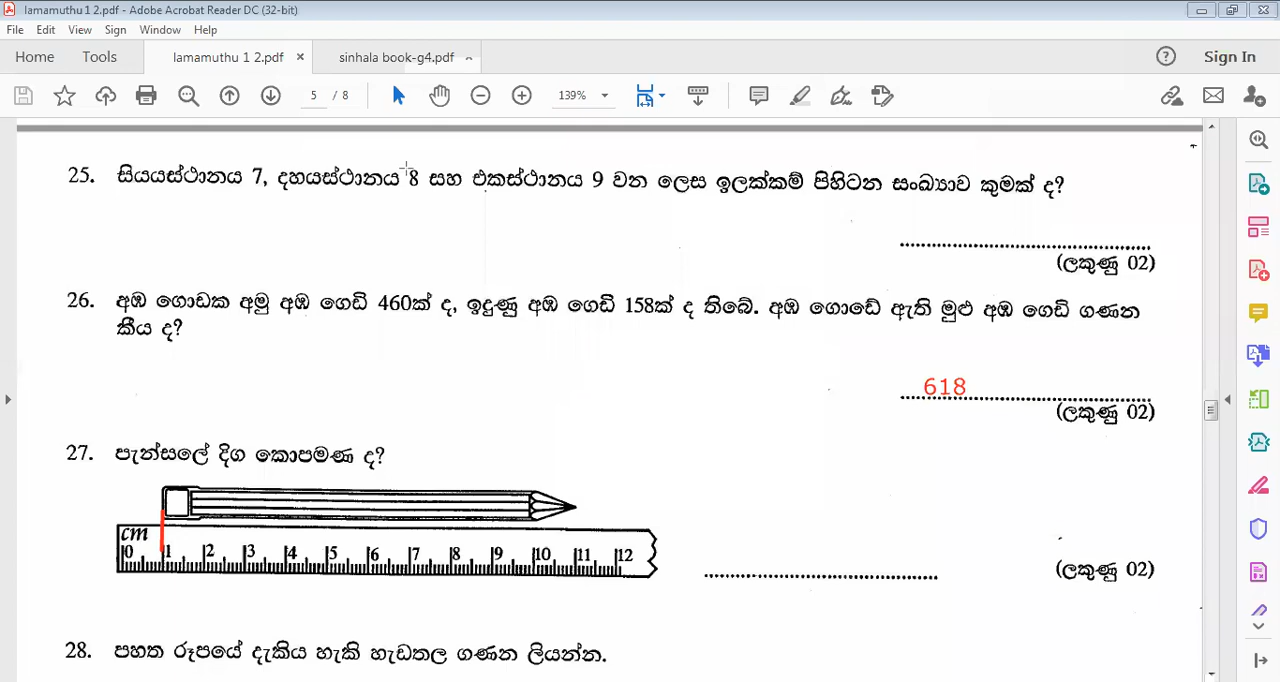 lamamuthu 1 2.pdf - Adobe Acrobat Reader DC (32-bit)
File Edit View Sign Window Help
Home Tools lamamuthu 1 2.pdf × sinhala book-g4.pdf Sign In
5 / 8 139%
25. සියයස්ථානය 7, දහයස්ථානය 8 සහ එකස්ථානය 9 වන ලෙස ඉලක්කම් පිහිටන සංඛ්‍යාව කුමක් ද?
(ලකුණු 02)
26. අඹ ගොඩක අමු අඹ ගෙඩි 460ක් ද, ඉදුණු අඹ ගෙඩි 158ක් ද තිබේ. අඹ ගොඩේ ඇති මුළු අඹ ගෙඩි ගණන
කීය ද?
618
(ලකුණු 02)
27. පැන්සලේ දිග කොපමණ ද?
cm
0 1 2 3 4 5 6 7 8 9 10 11 12
(ලකුණු 02)
28. පහත රූපයේ දැකිය හැකි හැඩතල ගණන ලියන්න.